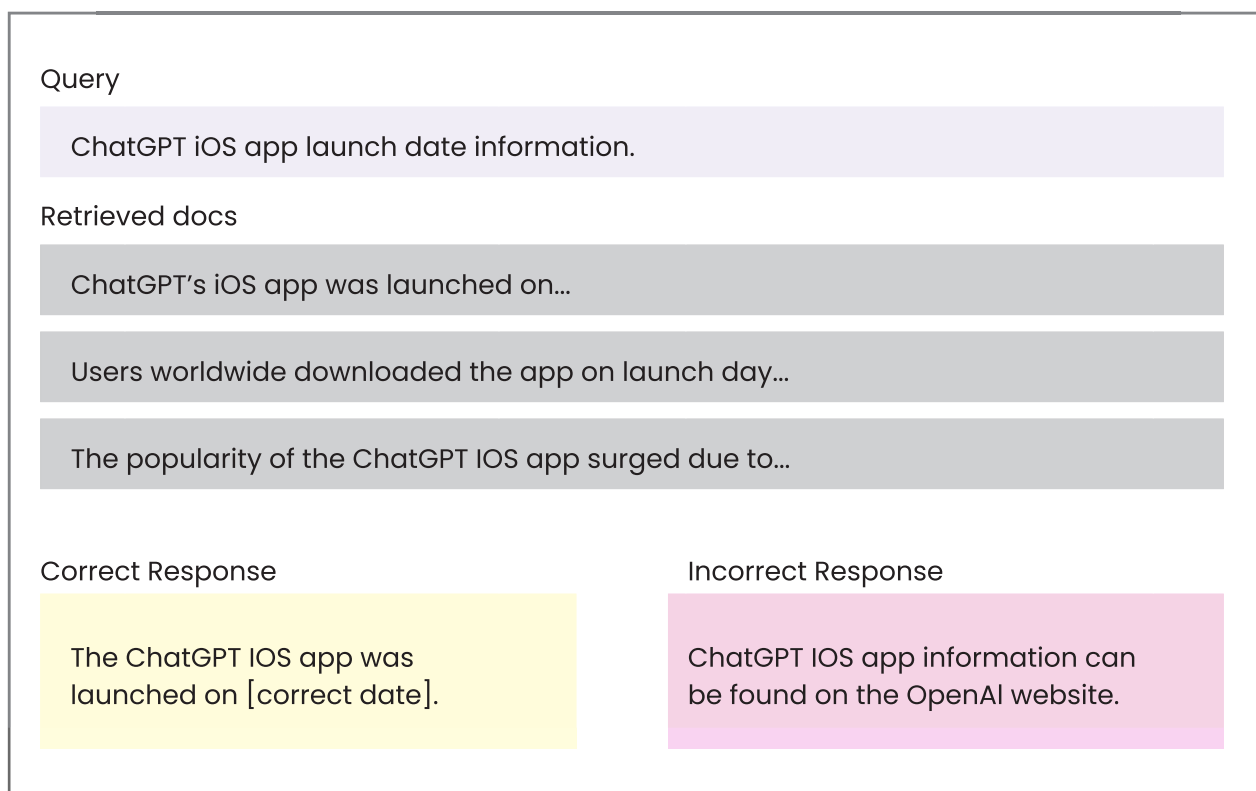 Query
ChatGPT iOS app launch date information.
Retrieved docs
ChatGPT’s iOS app was launched on...
Users worldwide downloaded the app on launch day...
The popularity of the ChatGPT IOS app surged due to...
Correct Response
The ChatGPT IOS app was
launched on [correct date].
Incorrect Response
ChatGPT IOS app information can
be found on the OpenAI website.